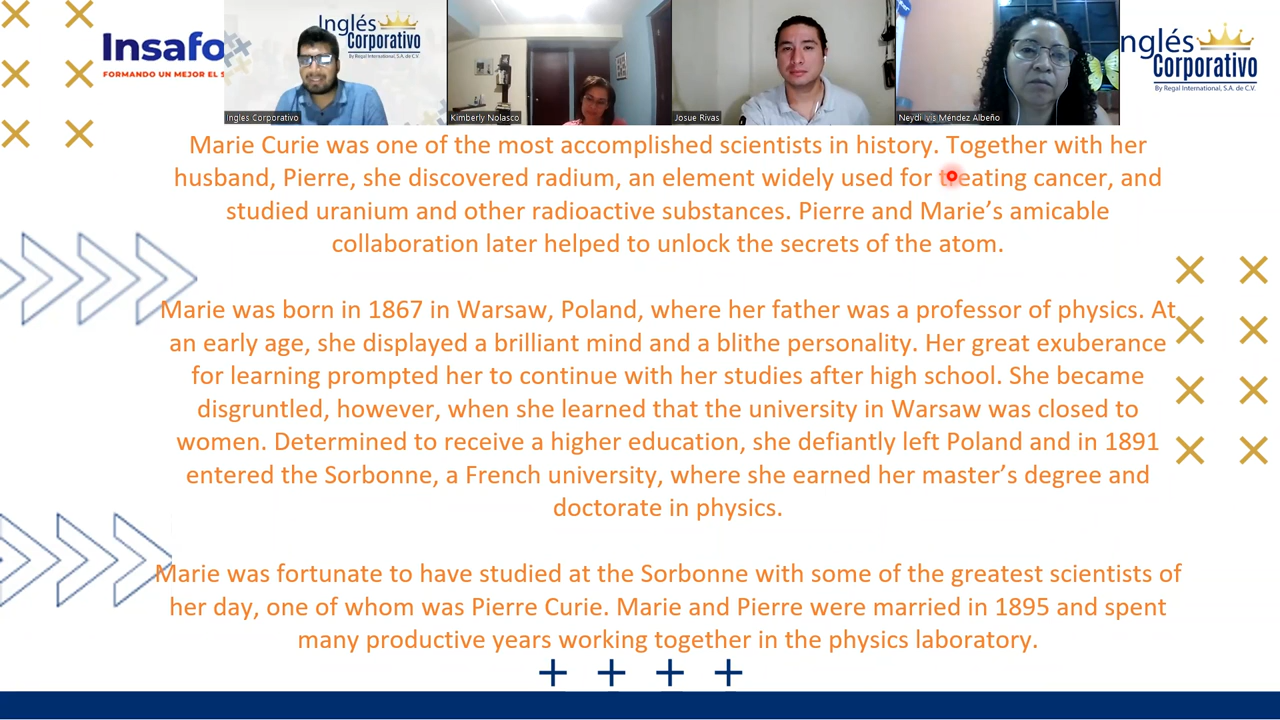 Insafo
FORMANDO UN MEJOR EL S
Inglés
Corporativo
By Regal International, S.A. de C.V.
Inglés Corporativo
Kimberly Nolasco
Josue Rivas
Neydi Ivis Méndez Albeño
nglés
Corporativo
By Regal International, S.A. de C.V.
Marie Curie was one of the most accomplished scientists in history. Together with her
husband, Pierre, she discovered radium, an element widely used for treating cancer, and
studied uranium and other radioactive substances. Pierre and Marie’s amicable
collaboration later helped to unlock the secrets of the atom.
Marie was born in 1867 in Warsaw, Poland, where her father was a professor of physics. At
an early age, she displayed a brilliant mind and a blithe personality. Her great exuberance
for learning prompted her to continue with her studies after high school. She became
disgruntled, however, when she learned that the university in Warsaw was closed to
women. Determined to receive a higher education, she defiantly left Poland and in 1891
entered the Sorbonne, a French university, where she earned her master’s degree and
doctorate in physics.
Marie was fortunate to have studied at the Sorbonne with some of the greatest scientists of
her day, one of whom was Pierre Curie. Marie and Pierre were married in 1895 and spent
many productive years working together in the physics laboratory.